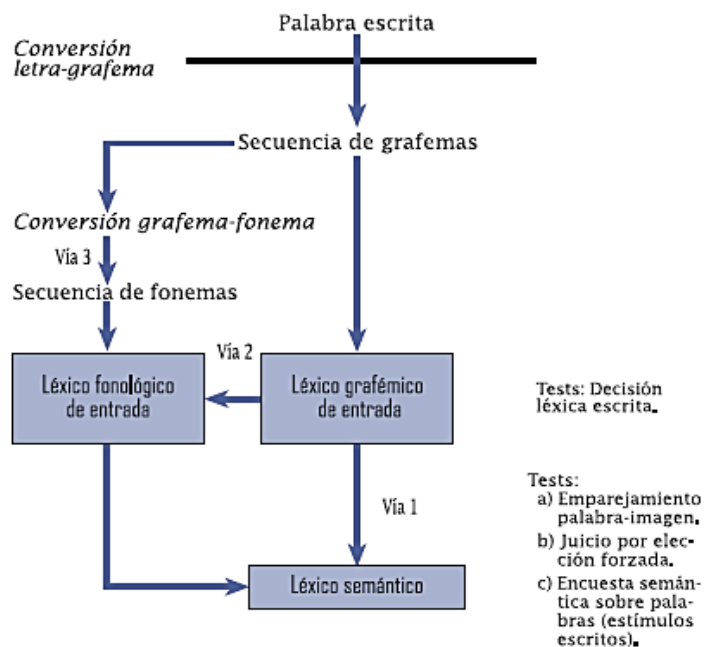 Palabra escrita
Conversión
letra-grafema
Secuencia de grafemas
Conversión grafema-fonema
Vía 3
Secuencia de fonemas
Vía 2
Léxico fonológico
de entrada
Léxico grafémico
de entrada
Tests: Decisión
léxica escrita.
Vía 1
Léxico semántico
Tests:
a) Emparejamiento
palabra-imagen.
b) Juicio por elec-
ción forzada.
c) Encuesta semán-
tica sobre pala-
bras (estímulos
escritos).